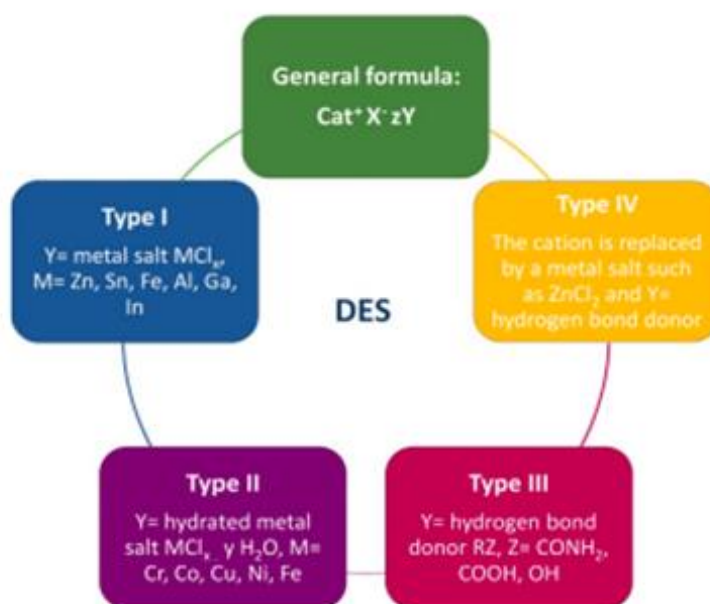 General formula:
Cat⁺ X⁻ zY
Type I
Y= metal salt MClₓ,
M= Zn, Sn, Fe, Al, Ga,
In
Type IV
The cation is replaced
by a metal salt such
as ZnCl₂ and Y=
hydrogen bond donor
DES
Type II
Y= hydrated metal
salt MClₓ y H₂O, M=
Cr, Co, Cu, Ni, Fe
Type III
Y= hydrogen bond
donor RZ, Z= CONH₂,
COOH, OH